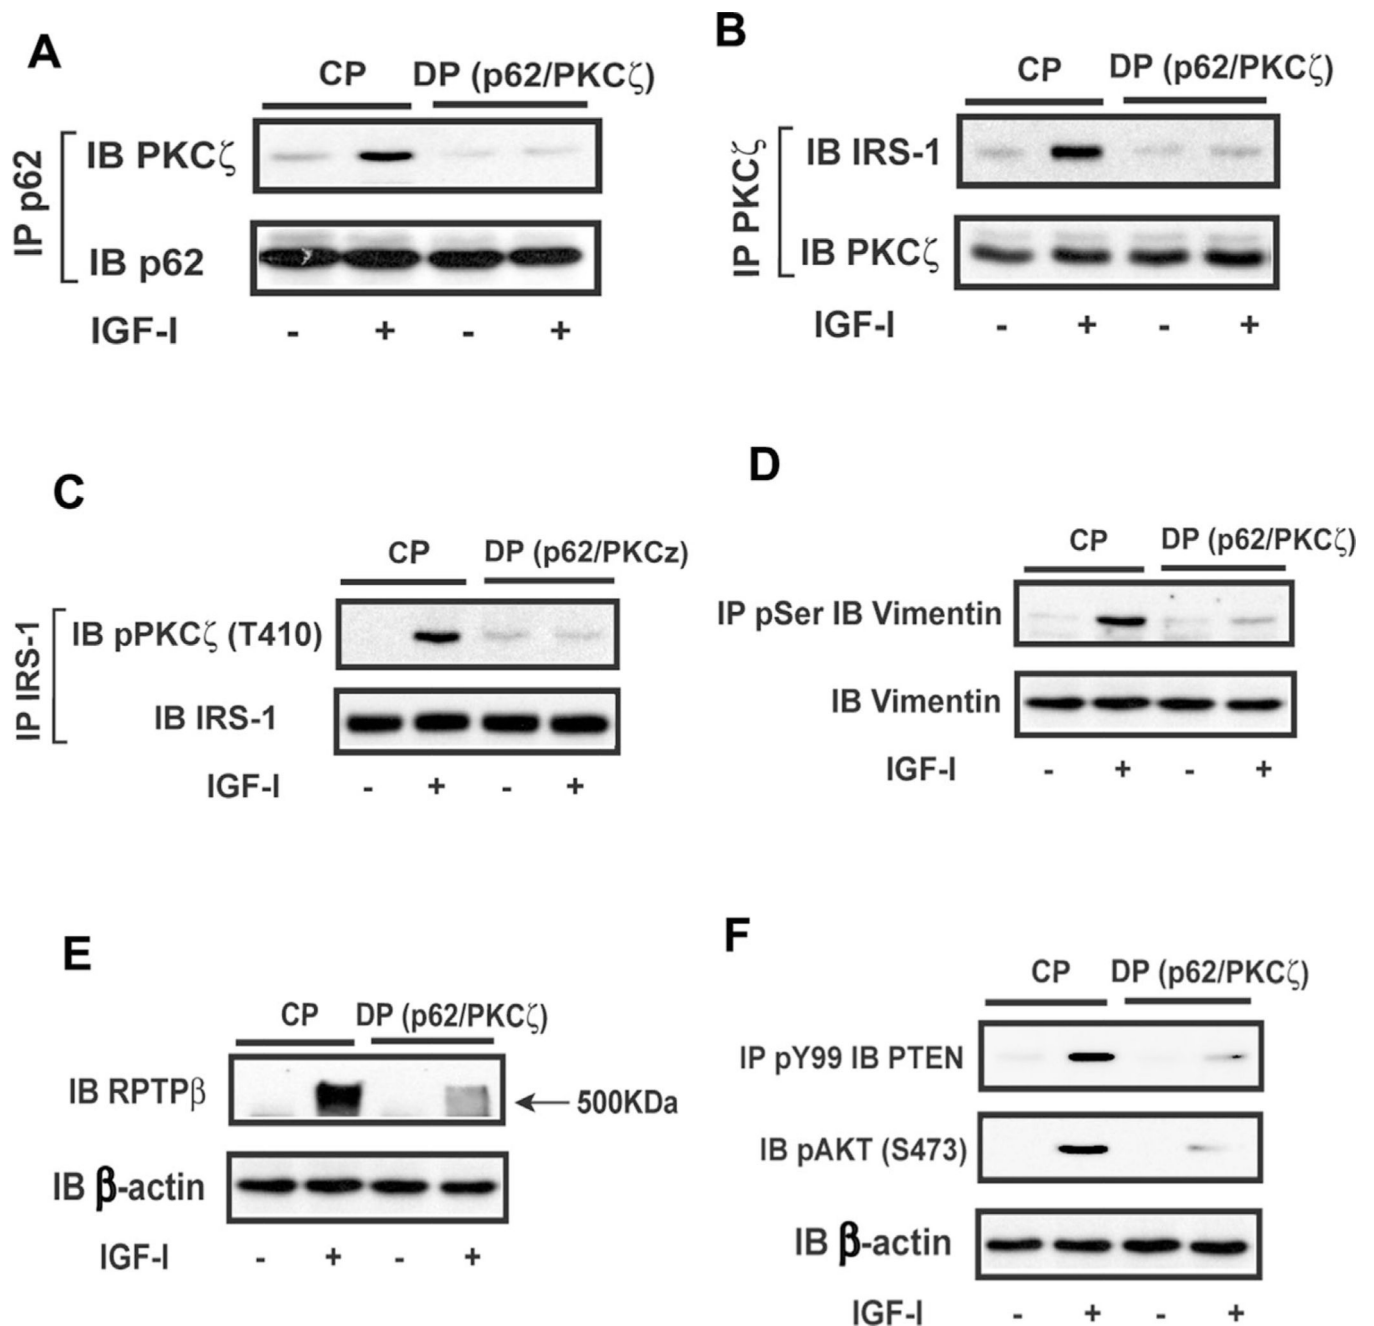 A
CP DP (p62/PKCζ)
IP p62
IB PKCζ
IB p62
IGF-I - + - +
B
CP DP (p62/PKCζ)
IP PKCζ
IB IRS-1
IB PKCζ
IGF-I - + - +
C
CP DP (p62/PKCz)
IP IRS-1
IB pPKCζ (T410)
IB IRS-1
IGF-I - + - +
D
CP DP (p62/PKCζ)
IP pSer IB Vimentin
IB Vimentin
IGF-I - + - +
E
CP DP (p62/PKCζ)
IB RPTPβ
500KDa
IB β-actin
IGF-I - + - +
F
CP DP (p62/PKCζ)
IP pY99 IB PTEN
IB pAKT (S473)
IB β-actin
IGF-I - + - +